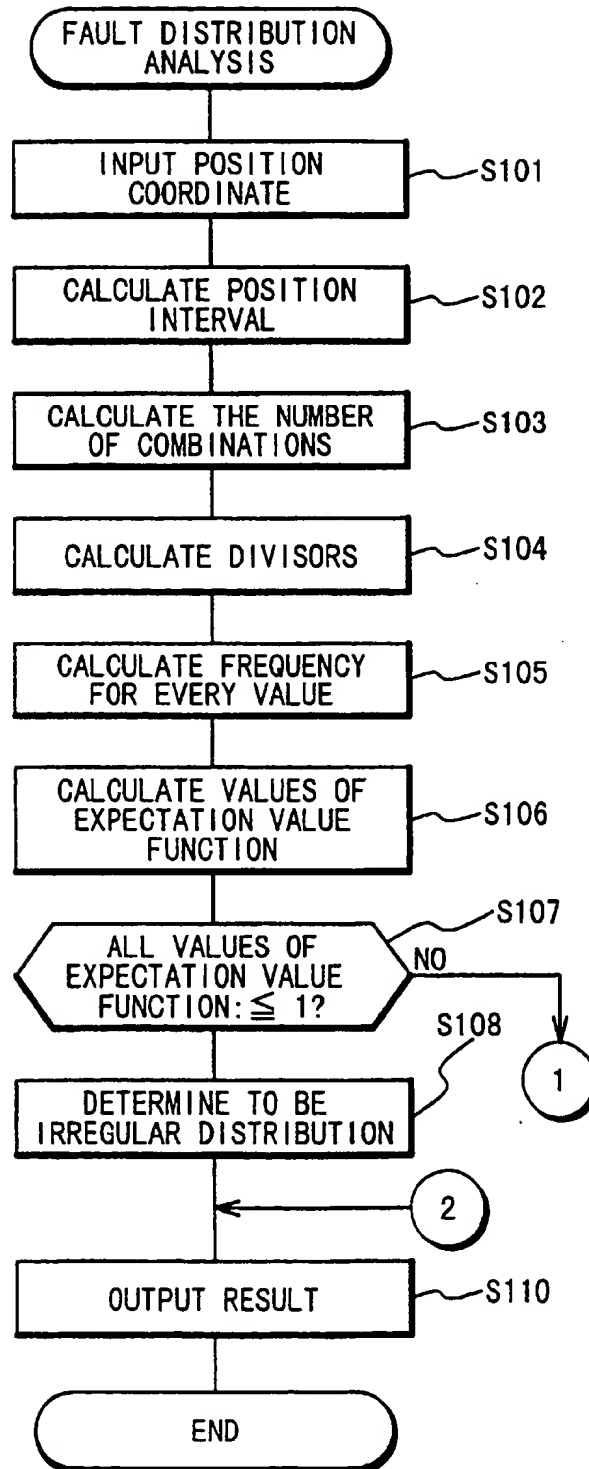 FAULT DISTRIBUTION
ANALYSIS
INPUT POSITION
COORDINATE
S101
CALCULATE POSITION
INTERVAL
S102
CALCULATE THE NUMBER
OF COMBINATIONS
S103
CALCULATE DIVISORS
S104
CALCULATE FREQUENCY
FOR EVERY VALUE
S105
CALCULATE VALUES OF
EXPECTATION VALUE
FUNCTION
S106
S107
ALL VALUES OF
EXPECTATION VALUE
FUNCTION: ≦ 1?
NO
1
S108
DETERMINE TO BE
IRREGULAR DISTRIBUTION
2
OUTPUT RESULT
S110
END